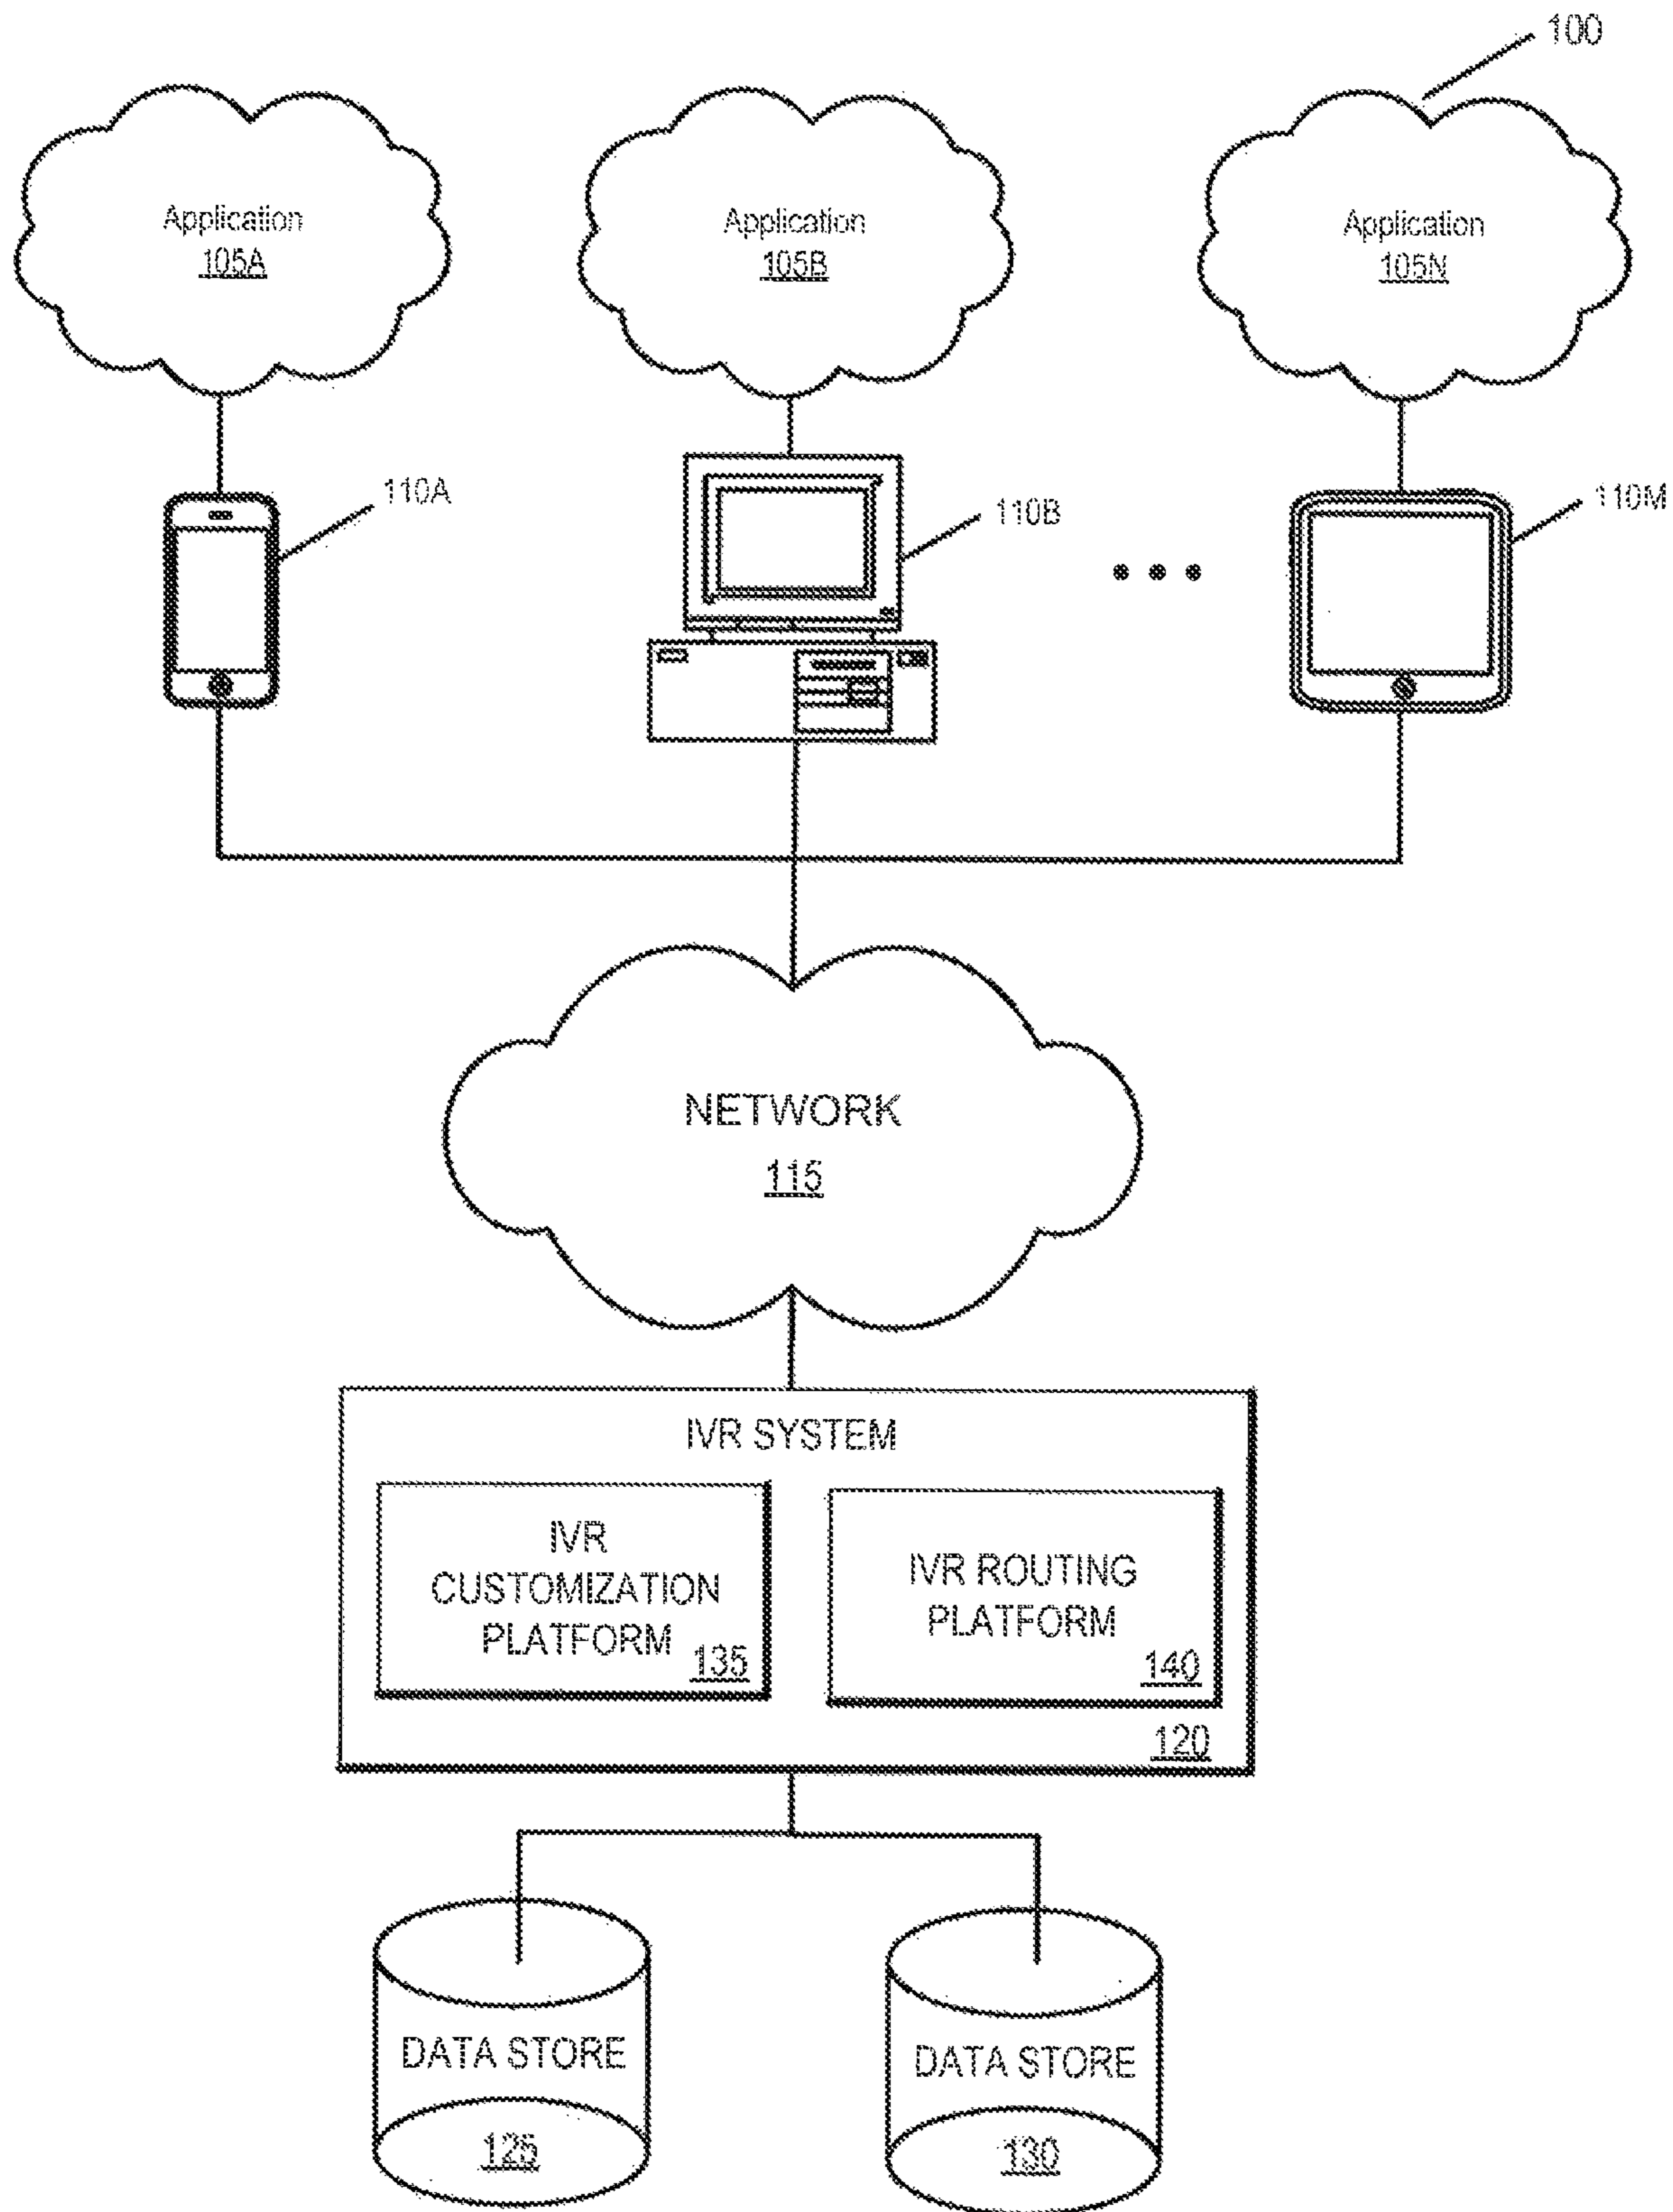 100
Application
105A
Application
105B
Application
105N
110A
110B
110M
NETWORK
115
IVR SYSTEM
IVR
CUSTOMIZATION
PLATFORM
135
IVR ROUTING
PLATFORM
140
120
DATA STORE
125
DATA STORE
130